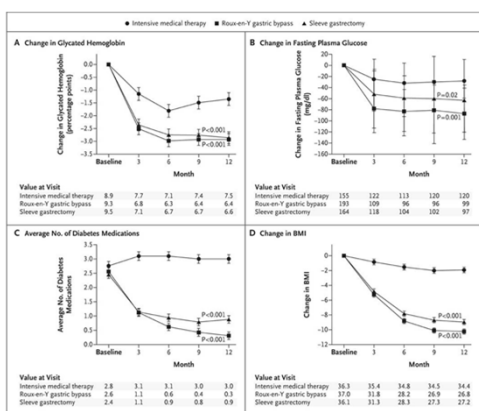 Intensive medical therapy Roux-en-Y gastric bypass Sleeve gastrectomy
A Change in Glycated Hemoglobin
Change in Glycated Hemoglobin
(percentage points)
0.0
-0.5
-1.0
-1.5
-2.0
-2.5
-3.0
-3.5
P<0.001
P<0.001
Baseline 3 6 9 12
Month
Value at Visit
Intensive medical therapy 8.9 7.7 7.1 7.4 7.5
Roux-en-Y gastric bypass 9.3 6.8 6.3 6.4 6.4
Sleeve gastrectomy 9.5 7.1 6.7 6.7 6.6
B Change in Fasting Plasma Glucose
Change in Fasting Plasma Glucose
(mg/dl)
20
0
-20
-40
-60
-80
-100
-120
-140
-160
P=0.02
P=0.001
Baseline 3 6 9 12
Month
Value at Visit
Intensive medical therapy 155 122 113 120 120
Roux-en-Y gastric bypass 193 109 96 96 99
Sleeve gastrectomy 164 118 104 102 97
C Average No. of Diabetes Medications
Average No. of Diabetes
Medications
3.5
3.0
2.5
2.0
1.5
1.0
0.5
0.0
P<0.001
P<0.001
Baseline 3 6 9 12
Month
Value at Visit
Intensive medical therapy 2.8 3.1 3.1 3.0 3.0
Roux-en-Y gastric bypass 2.6 1.1 0.6 0.4 0.3
Sleeve gastrectomy 2.4 1.1 0.9 0.8 0.9
D Change in BMI
Change in BMI
0
-2
-4
-6
-8
-10
-12
P<0.001
P<0.001
Baseline 3 6 9 12
Month
Value at Visit
Intensive medical therapy 36.3 35.4 34.8 34.5 34.4
Roux-en-Y gastric bypass 37.0 31.8 28.2 26.9 26.8
Sleeve gastrectomy 36.1 31.3 28.3 27.3 27.2